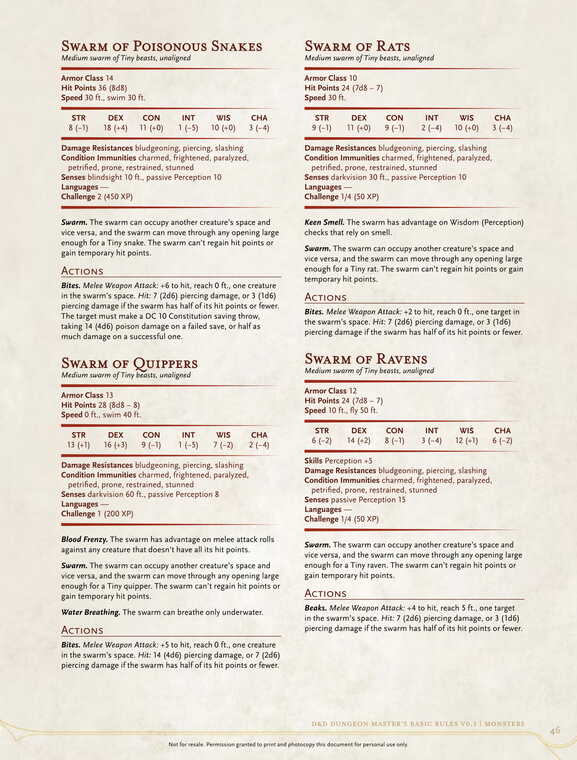 Swarm of Poisonous Snakes
Medium swarm of Tiny beasts, unaligned
Armor Class 14
Hit Points 36 (8d8)
Speed 30 ft., swim 30 ft.
STR DEX CON INT WIS CHA
8 (−1) 18 (+4) 11 (+0) 1 (−5) 10 (+0) 3 (−4)
Damage Resistances bludgeoning, piercing, slashing
Condition Immunities charmed, frightened, paralyzed,
petrified, prone, restrained, stunned
Senses blindsight 10 ft., passive Perception 10
Languages —
Challenge 2 (450 XP)
Swarm. The swarm can occupy another creature's space and
vice versa, and the swarm can move through any opening large
enough for a Tiny snake. The swarm can't regain hit points or
gain temporary hit points.
Actions
Bites. Melee Weapon Attack: +6 to hit, reach 0 ft., one creature
in the swarm's space. Hit: 7 (2d6) piercing damage, or 3 (1d6)
piercing damage if the swarm has half of its hit points or fewer.
The target must make a DC 10 Constitution saving throw,
taking 14 (4d6) poison damage on a failed save, or half as
much damage on a successful one.
Swarm of Quippers
Medium swarm of Tiny beasts, unaligned
Armor Class 13
Hit Points 28 (8d8 − 8)
Speed 0 ft., swim 40 ft.
STR DEX CON INT WIS CHA
13 (+1) 16 (+3) 9 (−1) 1 (−5) 7 (−2) 2 (−4)
Damage Resistances bludgeoning, piercing, slashing
Condition Immunities charmed, frightened, paralyzed,
petrified, prone, restrained, stunned
Senses darkvision 60 ft., passive Perception 8
Languages —
Challenge 1 (200 XP)
Blood Frenzy. The swarm has advantage on melee attack rolls
against any creature that doesn't have all its hit points.
Swarm. The swarm can occupy another creature's space and
vice versa, and the swarm can move through any opening large
enough for a Tiny quipper. The swarm can't regain hit points or
gain temporary hit points.
Water Breathing. The swarm can breathe only underwater.
Actions
Bites. Melee Weapon Attack: +5 to hit, reach 0 ft., one creature
in the swarm's space. Hit: 14 (4d6) piercing damage, or 7 (2d6)
piercing damage if the swarm has half of its hit points or fewer.
Swarm of Rats
Medium swarm of Tiny beasts, unaligned
Armor Class 10
Hit Points 24 (7d8 − 7)
Speed 30 ft.
STR DEX CON INT WIS CHA
9 (−1) 11 (+0) 9 (−1) 2 (−4) 10 (+0) 3 (−4)
Damage Resistances bludgeoning, piercing, slashing
Condition Immunities charmed, frightened, paralyzed,
petrified, prone, restrained, stunned
Senses darkvision 30 ft., passive Perception 10
Languages —
Challenge 1/4 (50 XP)
Keen Smell. The swarm has advantage on Wisdom (Perception)
checks that rely on smell.
Swarm. The swarm can occupy another creature's space and
vice versa, and the swarm can move through any opening large
enough for a Tiny rat. The swarm can't regain hit points or gain
temporary hit points.
Actions
Bites. Melee Weapon Attack: +2 to hit, reach 0 ft., one target in
the swarm's space. Hit: 7 (2d6) piercing damage, or 3 (1d6)
piercing damage if the swarm has half of its hit points or fewer.
Swarm of Ravens
Medium swarm of Tiny beasts, unaligned
Armor Class 12
Hit Points 24 (7d8 − 7)
Speed 10 ft., fly 50 ft.
STR DEX CON INT WIS CHA
6 (−2) 14 (+2) 8 (−1) 3 (−4) 12 (+1) 6 (−2)
Skills Perception +5
Damage Resistances bludgeoning, piercing, slashing
Condition Immunities charmed, frightened, paralyzed,
petrified, prone, restrained, stunned
Senses passive Perception 15
Languages —
Challenge 1/4 (50 XP)
Swarm. The swarm can occupy another creature's space and
vice versa, and the swarm can move through any opening large
enough for a Tiny raven. The swarm can't regain hit points or
gain temporary hit points.
Actions
Beaks. Melee Weapon Attack: +4 to hit, reach 5 ft., one target
in the swarm's space. Hit: 7 (2d6) piercing damage, or 3 (1d6)
piercing damage if the swarm has half of its hit points or fewer.
D&D Dungeon Master's Basic Rules v0.3 | Monsters
46
Not for resale. Permission granted to print and photocopy this document for personal use only.